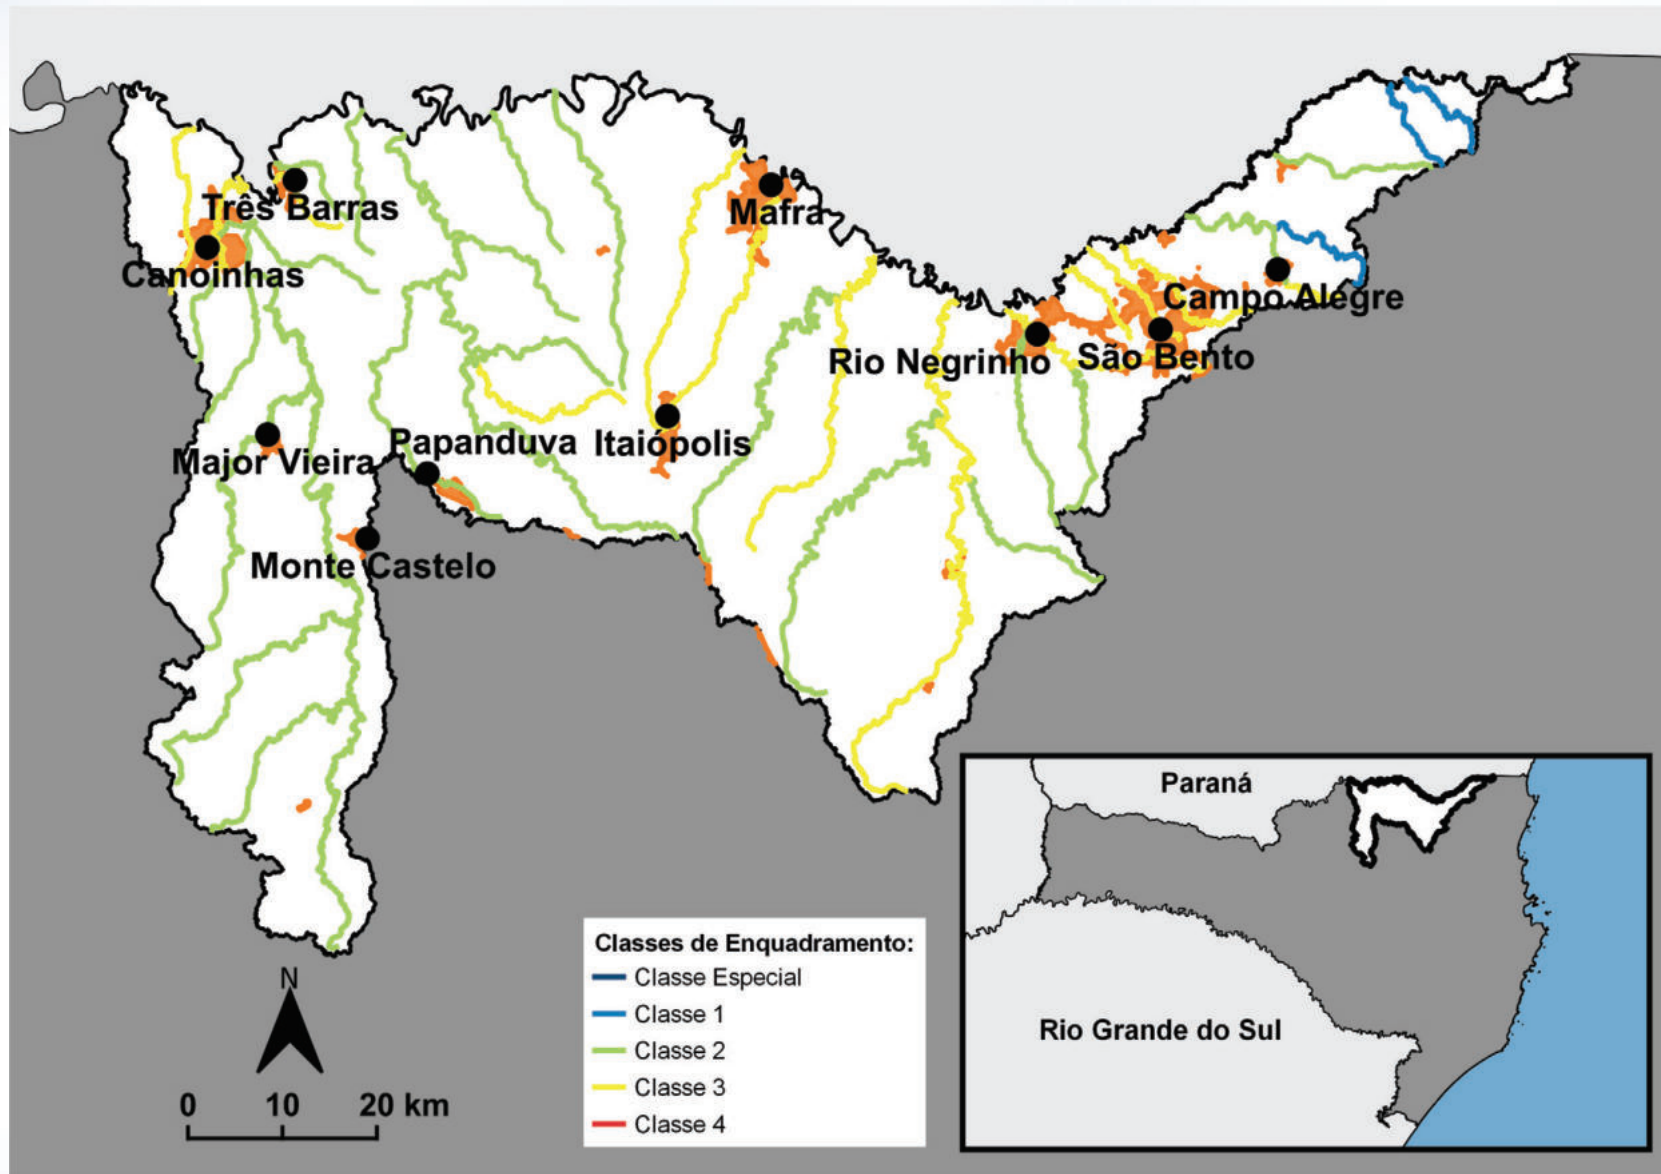 Três Barras
Mafra
Canoinhas
Campo Alegre
Rio Negrinho
São Bento
Papanduva
Itaiópolis
Major Vieira
Monte Castelo
N
0 10 20 km
Classes de Enquadramento:
Classe Especial
Classe 1
Classe 2
Classe 3
Classe 4
Paraná
Rio Grande do Sul